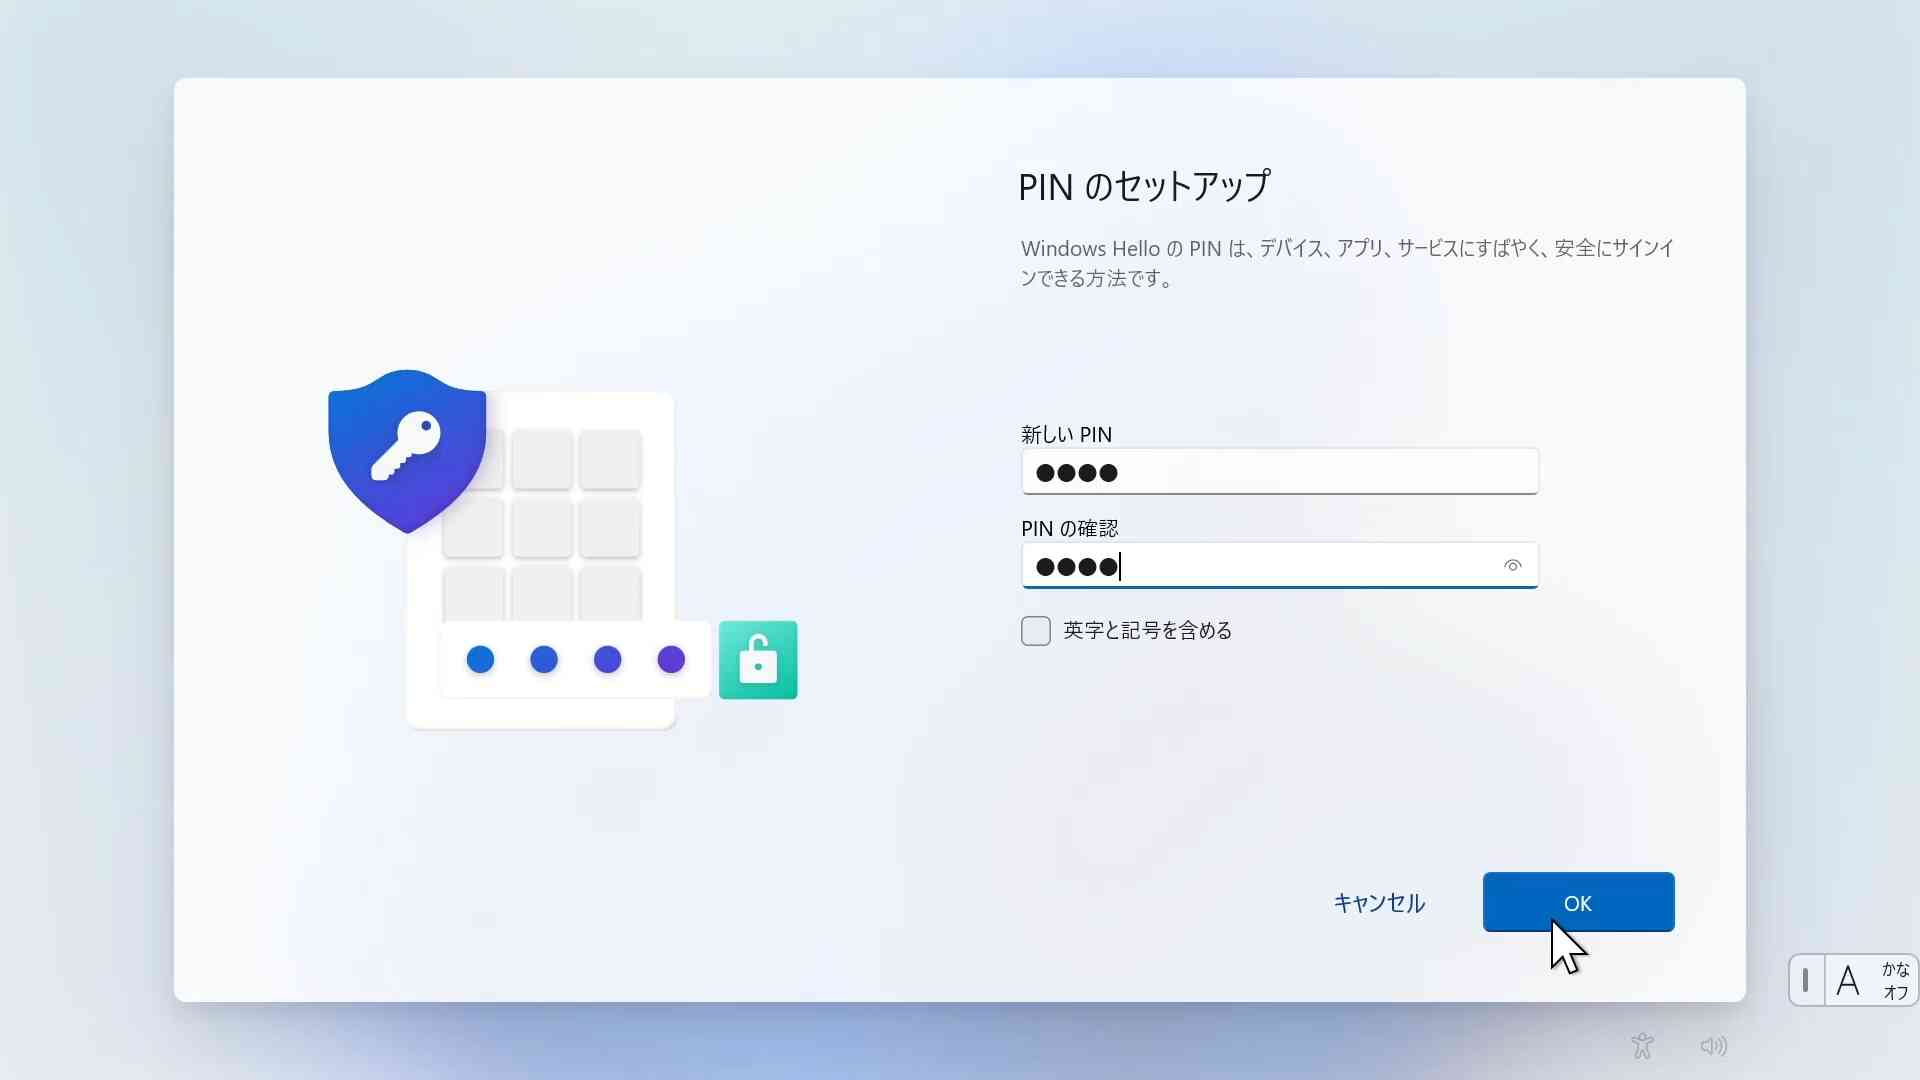 PIN のセットアップ
Windows Hello の PIN は、デバイス、アプリ、サービスにすばやく、安全にサインイ
ンできる方法です。
新しい PIN
●●●●
PIN の確認
●●●●
英字と記号を含める
キャンセル
OK
A
かな
オフ